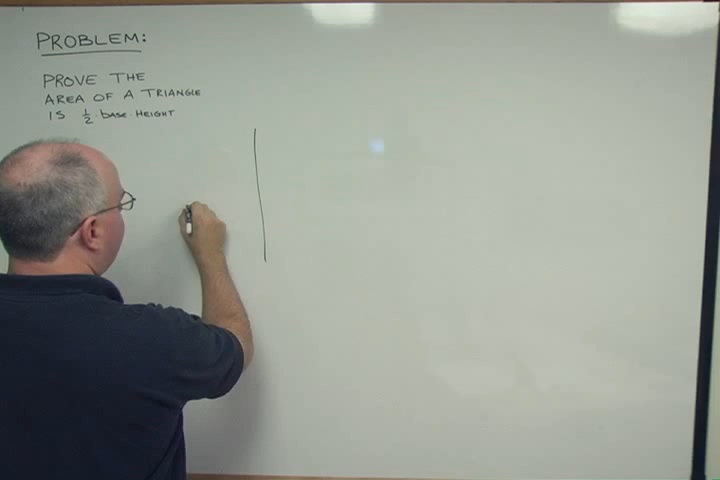 PROBLEM:
PROVE THE
AREA OF A TRIANGLE
IS 1/2 · base · HEIGHT